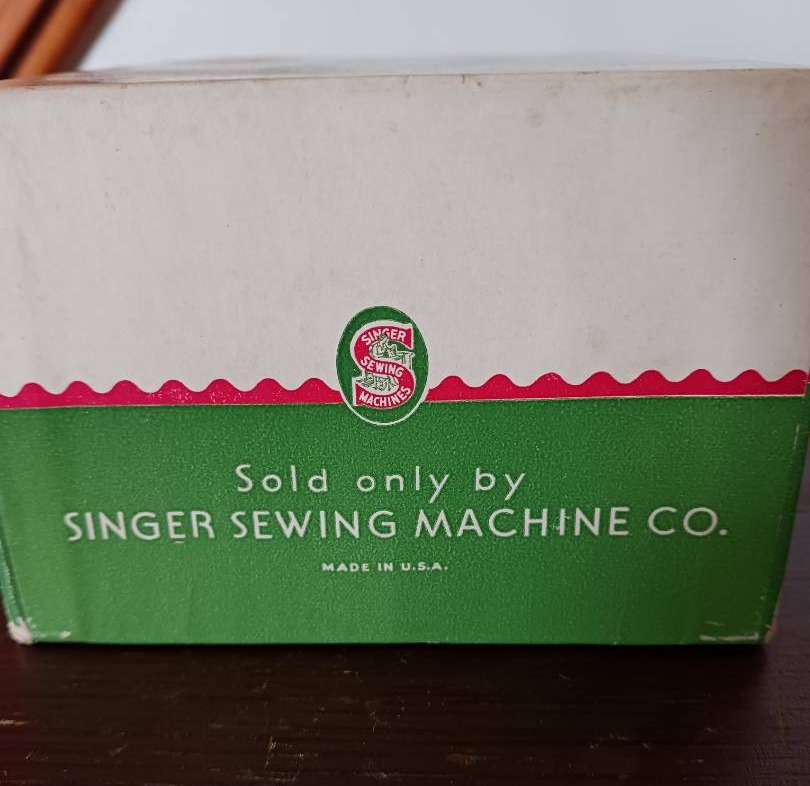 SINGER
SEWING
MACHINES
Sold only by
SINGER SEWING MACHINE CO.
MADE IN U.S.A.